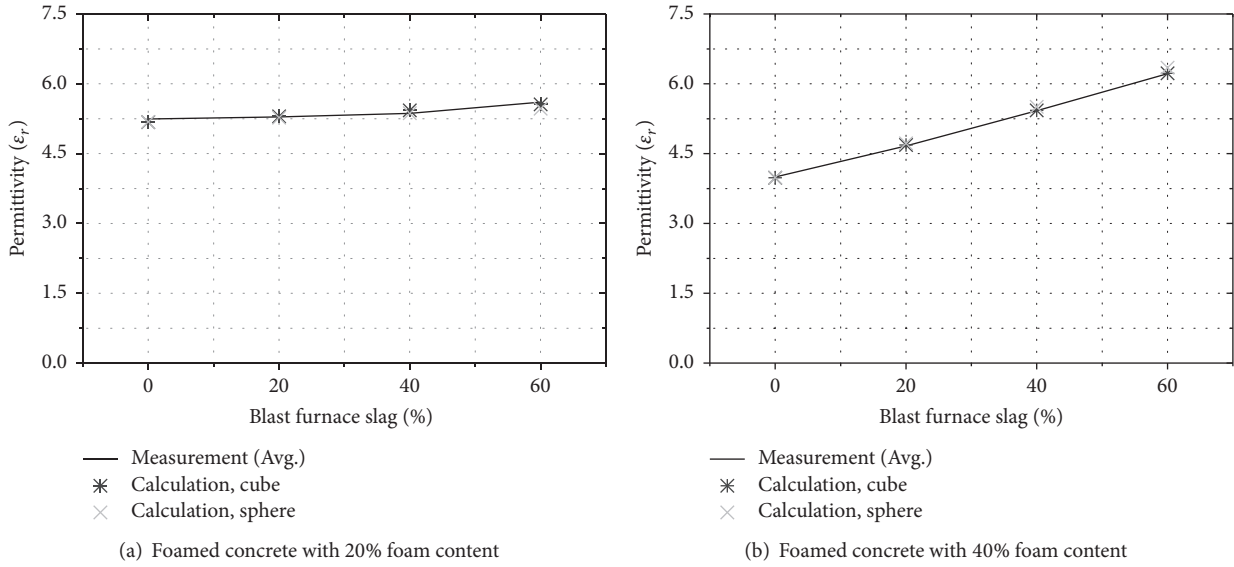 7.5
6.0
4.5
3.0
1.5
0.0
Permittivity (εr)
0 20 40 60
Blast furnace slag (%)
Measurement (Avg.)
Calculation, cube
Calculation, sphere
(a) Foamed concrete with 20% foam content
7.5
6.0
4.5
3.0
1.5
0.0
Permittivity (εr)
0 20 40 60
Blast furnace slag (%)
Measurement (Avg.)
Calculation, cube
Calculation, sphere
(b) Foamed concrete with 40% foam content